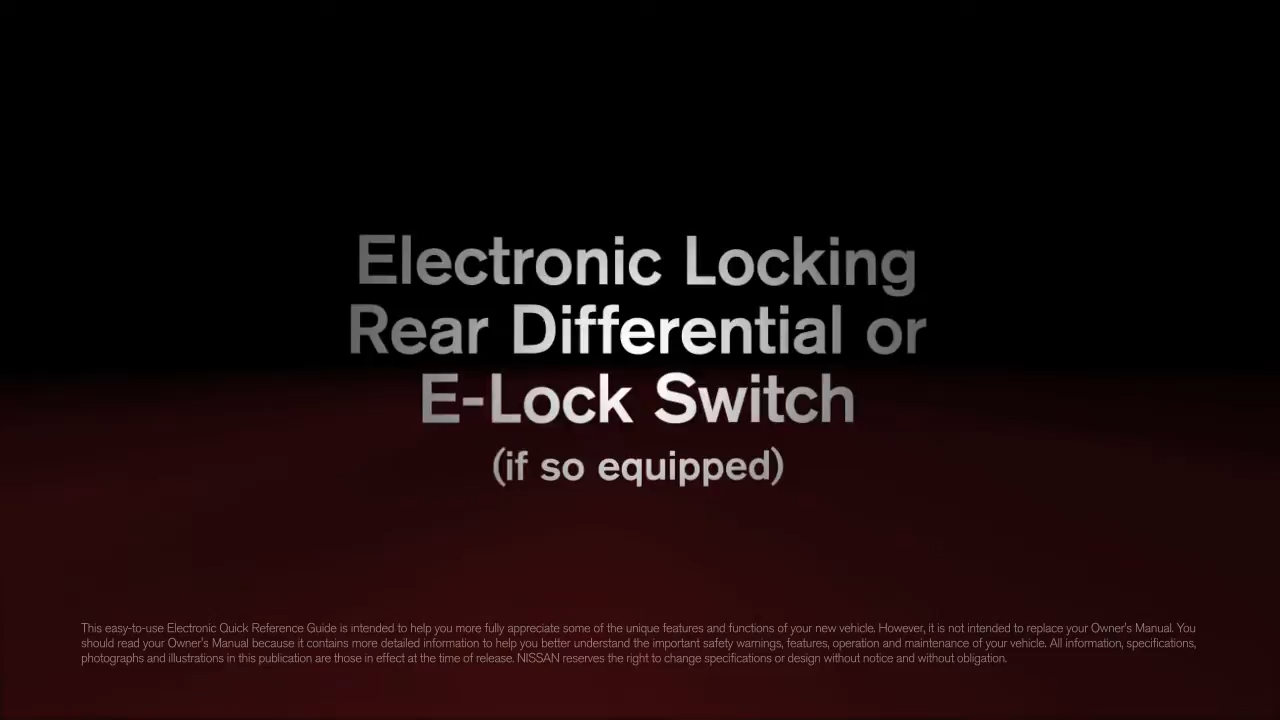 Electronic Locking
Rear Differential or
E-Lock Switch
(if so equipped)
This easy-to-use Electronic Quick Reference Guide is intended to help you more fully appreciate some of the unique features and functions of your new vehicle. However, it is not intended to replace your Owner's Manual. You
should read your Owner's Manual because it contains more detailed information to help you better understand the important safety warnings, features, operation and maintenance of your vehicle. All information, specifications,
photographs and illustrations in this publication are those in effect at the time of release. NISSAN reserves the right to change specifications or design without notice and without obligation.